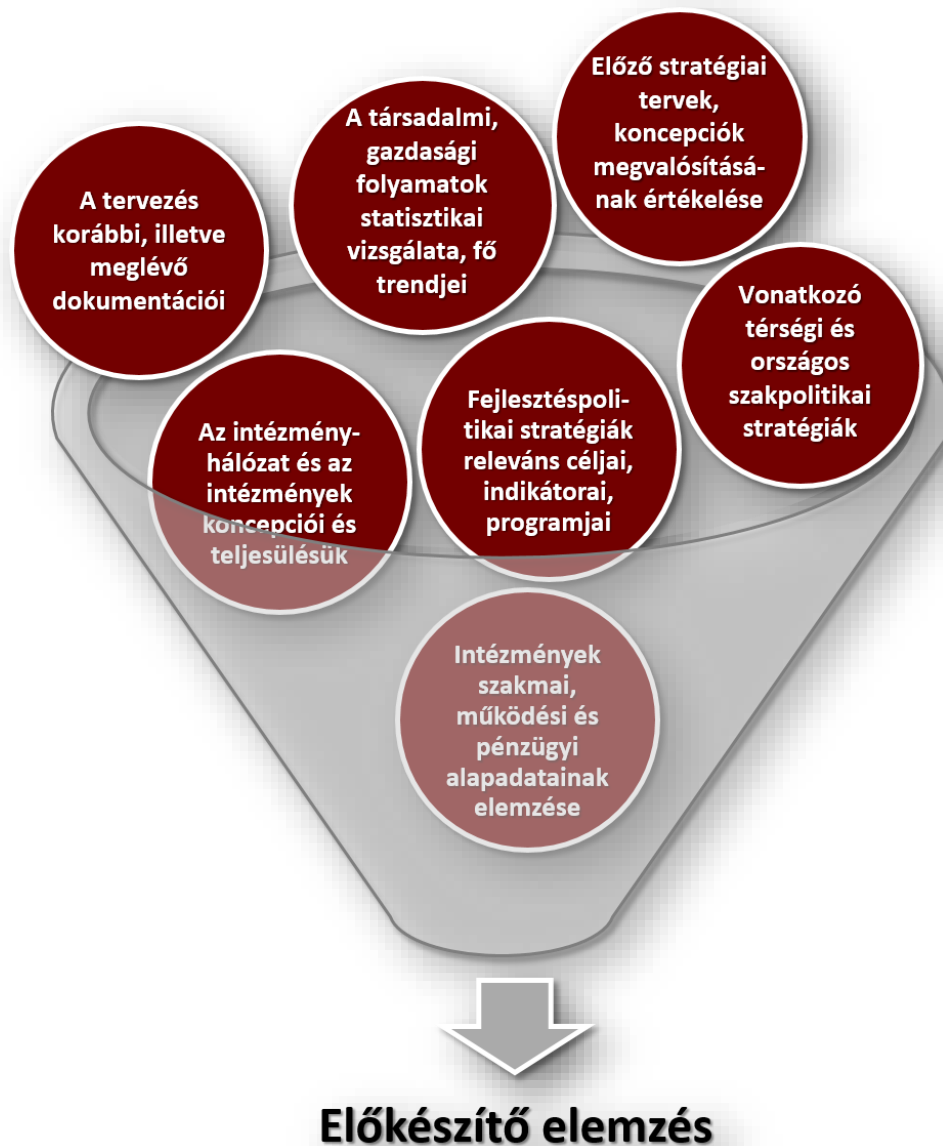 Előző stratégiai
tervek,
koncepciók
megvalósításá-
nak értékelése
A társadalmi,
gazdasági
folyamatok
statisztikai
vizsgálata, fő
trendjei
A tervezés
korábbi, illetve
meglévő
dokumentációi
Vonatkozó
térségi és
országos
szakpolitikai
stratégiák
Az intézmény-
hálózat és az
intézmények
koncepciói és
teljesülésük
Fejlesztéspoli-
tikai stratégiák
releváns céljai,
indikátorai,
programjai
Intézmények
szakmai,
működési és
pénzügyi
alapadatainak
elemzése
Előkészítő elemzés